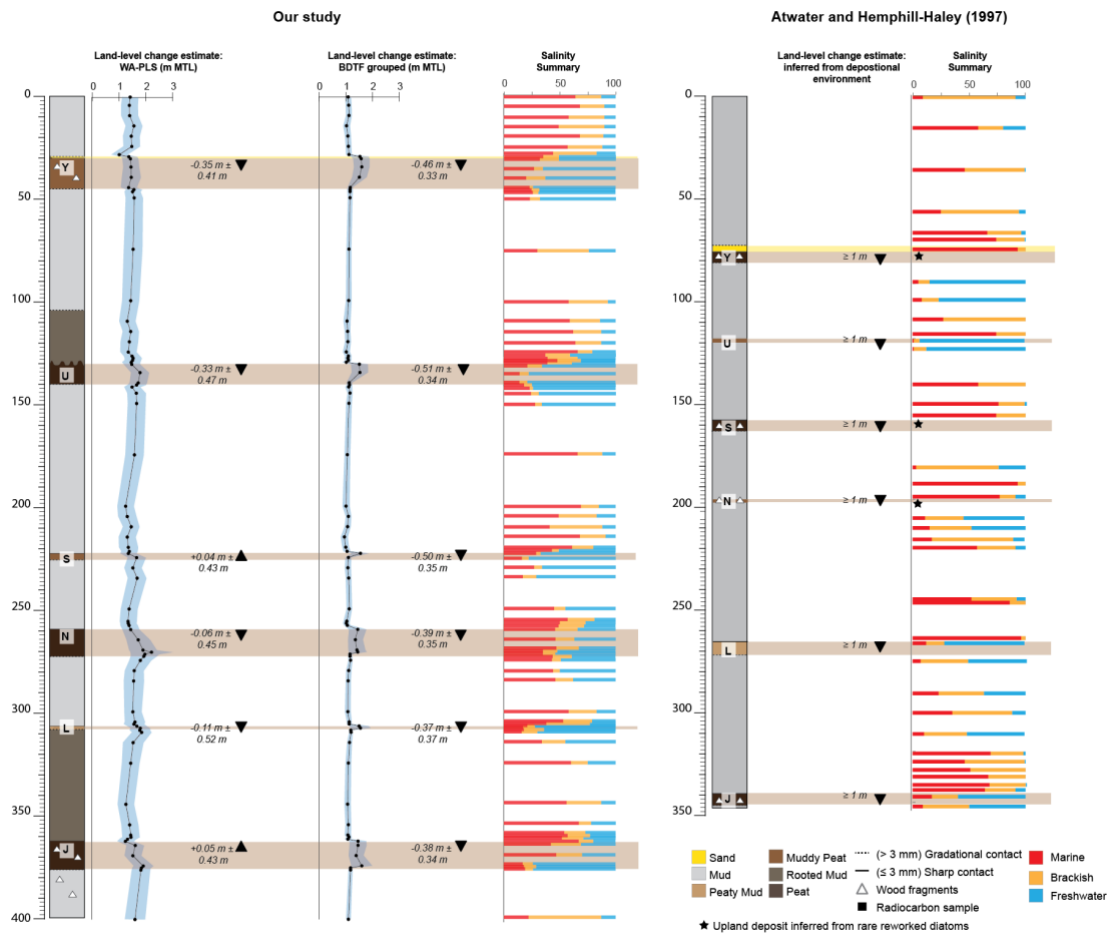 Our study
Atwater and Hemphill-Haley (1997)
Land-level change estimate:
WA-PLS (m MTL)
Land-level change estimate:
BDTF grouped (m MTL)
Salinity
Summary
Land-level change estimate:
inferred from depostional
environment
Salinity
Summary
0 1 2 3
0 1 2 3
0 50 100
0 50 100
0
50
100
150
200
250
300
350
400
Y
-0.35 m ±
0.41 m
-0.46 m ±
0.33 m
U
-0.33 m ±
0.47 m
-0.51 m ±
0.34 m
S
+0.04 m ±
0.43 m
-0.50 m ±
0.35 m
N
-0.06 m ±
0.45 m
-0.39 m ±
0.35 m
L
-0.11 m ±
0.52 m
-0.37 m ±
0.37 m
J
+0.05 m ±
0.43 m
-0.38 m ±
0.34 m
0
50
100
150
200
250
300
350
Y
≥ 1 m
U
≥ 1 m
S
≥ 1 m
N
≥ 1 m
L
≥ 1 m
J
≥ 1 m
Sand
Mud
Peaty Mud
Muddy Peat
Rooted Mud
Peat
(> 3 mm) Gradational contact
(≤ 3 mm) Sharp contact
Wood fragments
Radiocarbon sample
Marine
Brackish
Freshwater
Upland deposit inferred from rare reworked diatoms